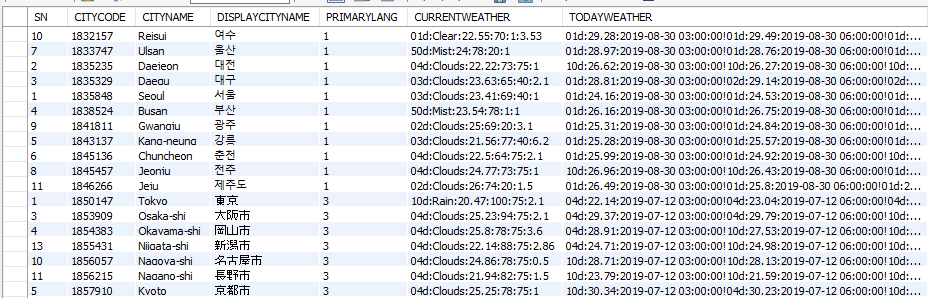 SN CITYCODE CITYNAME DISPLAYCITYNAME PRIMARYLANG CURRENTWEATHER TODAYWEATHER
10 1832157 Reisui 여수 1 01d:Clear:22.55:70:1:3.53 01d:29.28:2019-08-30 03:00:00!01d:29.49:2019-08-30 06:00:00!01d:...
7 1833747 Ulsan 울산 1 50d:Mist:24:78:20:1 01d:28.97:2019-08-30 03:00:00!01d:28.97:2019-08-30 06:00:00!01d:...
2 1835235 Daejeon 대전 1 04d:Clouds:22.22:73:75:1 10d:26.62:2019-08-30 03:00:00!10d:26.27:2019-08-30 06:00:00!10d:...
3 1835329 Daegu 대구 1 03d:Clouds:23.63:65:40:2.1 01d:28.81:2019-08-30 03:00:00!02d:29.14:2019-08-30 06:00:00!02d:...
1 1835848 Seoul 서울 1 03d:Clouds:23.41:69:40:1 01d:24.16:2019-08-30 03:00:00!01d:24.53:2019-08-30 06:00:00!01d:...
4 1838524 Busan 부산 1 50d:Mist:23.54:78:1:1 01d:26.16:2019-08-30 03:00:00!01d:26.75:2019-08-30 06:00:00!01d:...
9 1841811 Gwangju 광주 1 02d:Clouds:25:69:20:3.1 01d:25.31:2019-08-30 03:00:00!01d:24.84:2019-08-30 06:00:00!01d:...
5 1843137 Kang-neung 강릉 1 03d:Clouds:21.56:77:40:6.2 01d:25.28:2019-08-30 03:00:00!01d:25.57:2019-08-30 06:00:00!01d:...
6 1845136 Chuncheon 춘천 1 04d:Clouds:22.5:64:75:2.1 01d:25.99:2019-08-30 03:00:00!01d:24.92:2019-08-30 06:00:00!10d:...
8 1845457 Jeonju 전주 1 04d:Clouds:24.77:73:75:1 10d:26.96:2019-08-30 03:00:00!10d:26.43:2019-08-30 06:00:00!10d:...
11 1846266 Jeju 제주도 1 02d:Clouds:26:74:20:1.5 01d:26.49:2019-08-30 03:00:00!01d:25.8:2019-08-30 06:00:00!01d:2...
1 1850147 Tokyo 東京 3 10d:Rain:20.47:100:75:2.1 04d:22.14:2019-07-12 03:00:00!04d:23.04:2019-07-12 06:00:00!04d:...
3 1853909 Osaka-shi 大阪市 3 04d:Clouds:25.23:94:75:2.1 04d:29.37:2019-07-12 03:00:00!04d:29.79:2019-07-12 06:00:00!04d:...
4 1854383 Okayama-shi 岡山市 3 04d:Clouds:25.8:78:75:3.6 04d:28.91:2019-07-12 03:00:00!10d:27.53:2019-07-12 06:00:00!10d:...
13 1855431 Niigata-shi 新潟市 3 04d:Clouds:22.14:88:75:2.86 04d:24.71:2019-07-12 03:00:00!10d:24.98:2019-07-12 06:00:00!10d:...
10 1856057 Nagoya-shi 名古屋市 3 04d:Clouds:24.86:78:75:0.5 10d:28.71:2019-07-12 03:00:00!10d:28.13:2019-07-12 06:00:00!10d:...
11 1856215 Nagano-shi 長野市 3 04d:Clouds:21.94:82:75:1.5 10d:23.79:2019-07-12 03:00:00!10d:21.59:2019-07-12 06:00:00!10d:...
5 1857910 Kyoto 京都市 3 04d:Clouds:25.25:78:75:1 10d:30.34:2019-07-12 03:00:00!04d:30.23:2019-07-12 06:00:00!04d:...